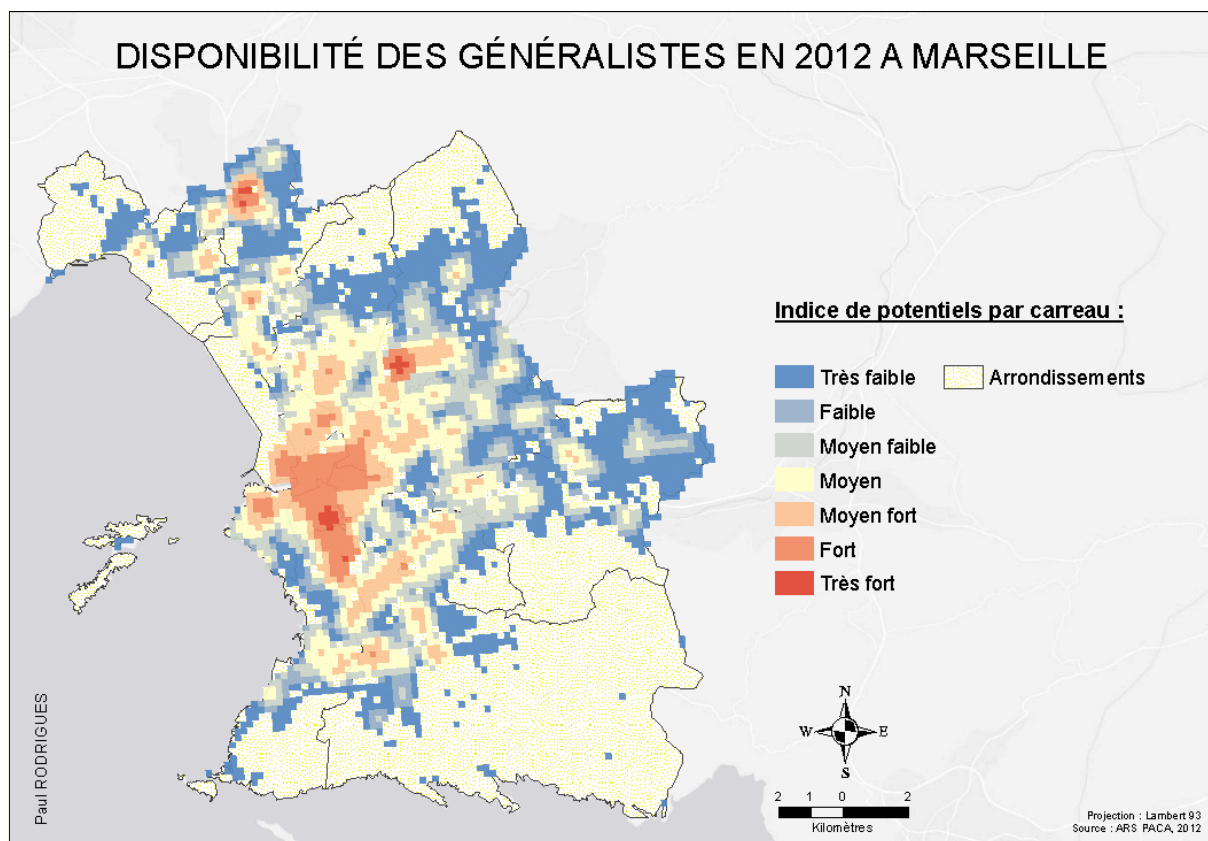 DISPONIBILITÉ DES GÉNÉRALISTES EN 2012 A MARSEILLE
Indice de potentiels par carreau :
Très faible
Arrondissements
Faible
Moyen faible
Moyen
Moyen fort
Fort
Très fort
N
W E
S
2 1 0 2
Kilomètres
Paul RODRIGUES
Projection : Lambert 93
Source : ARS PACA, 2012